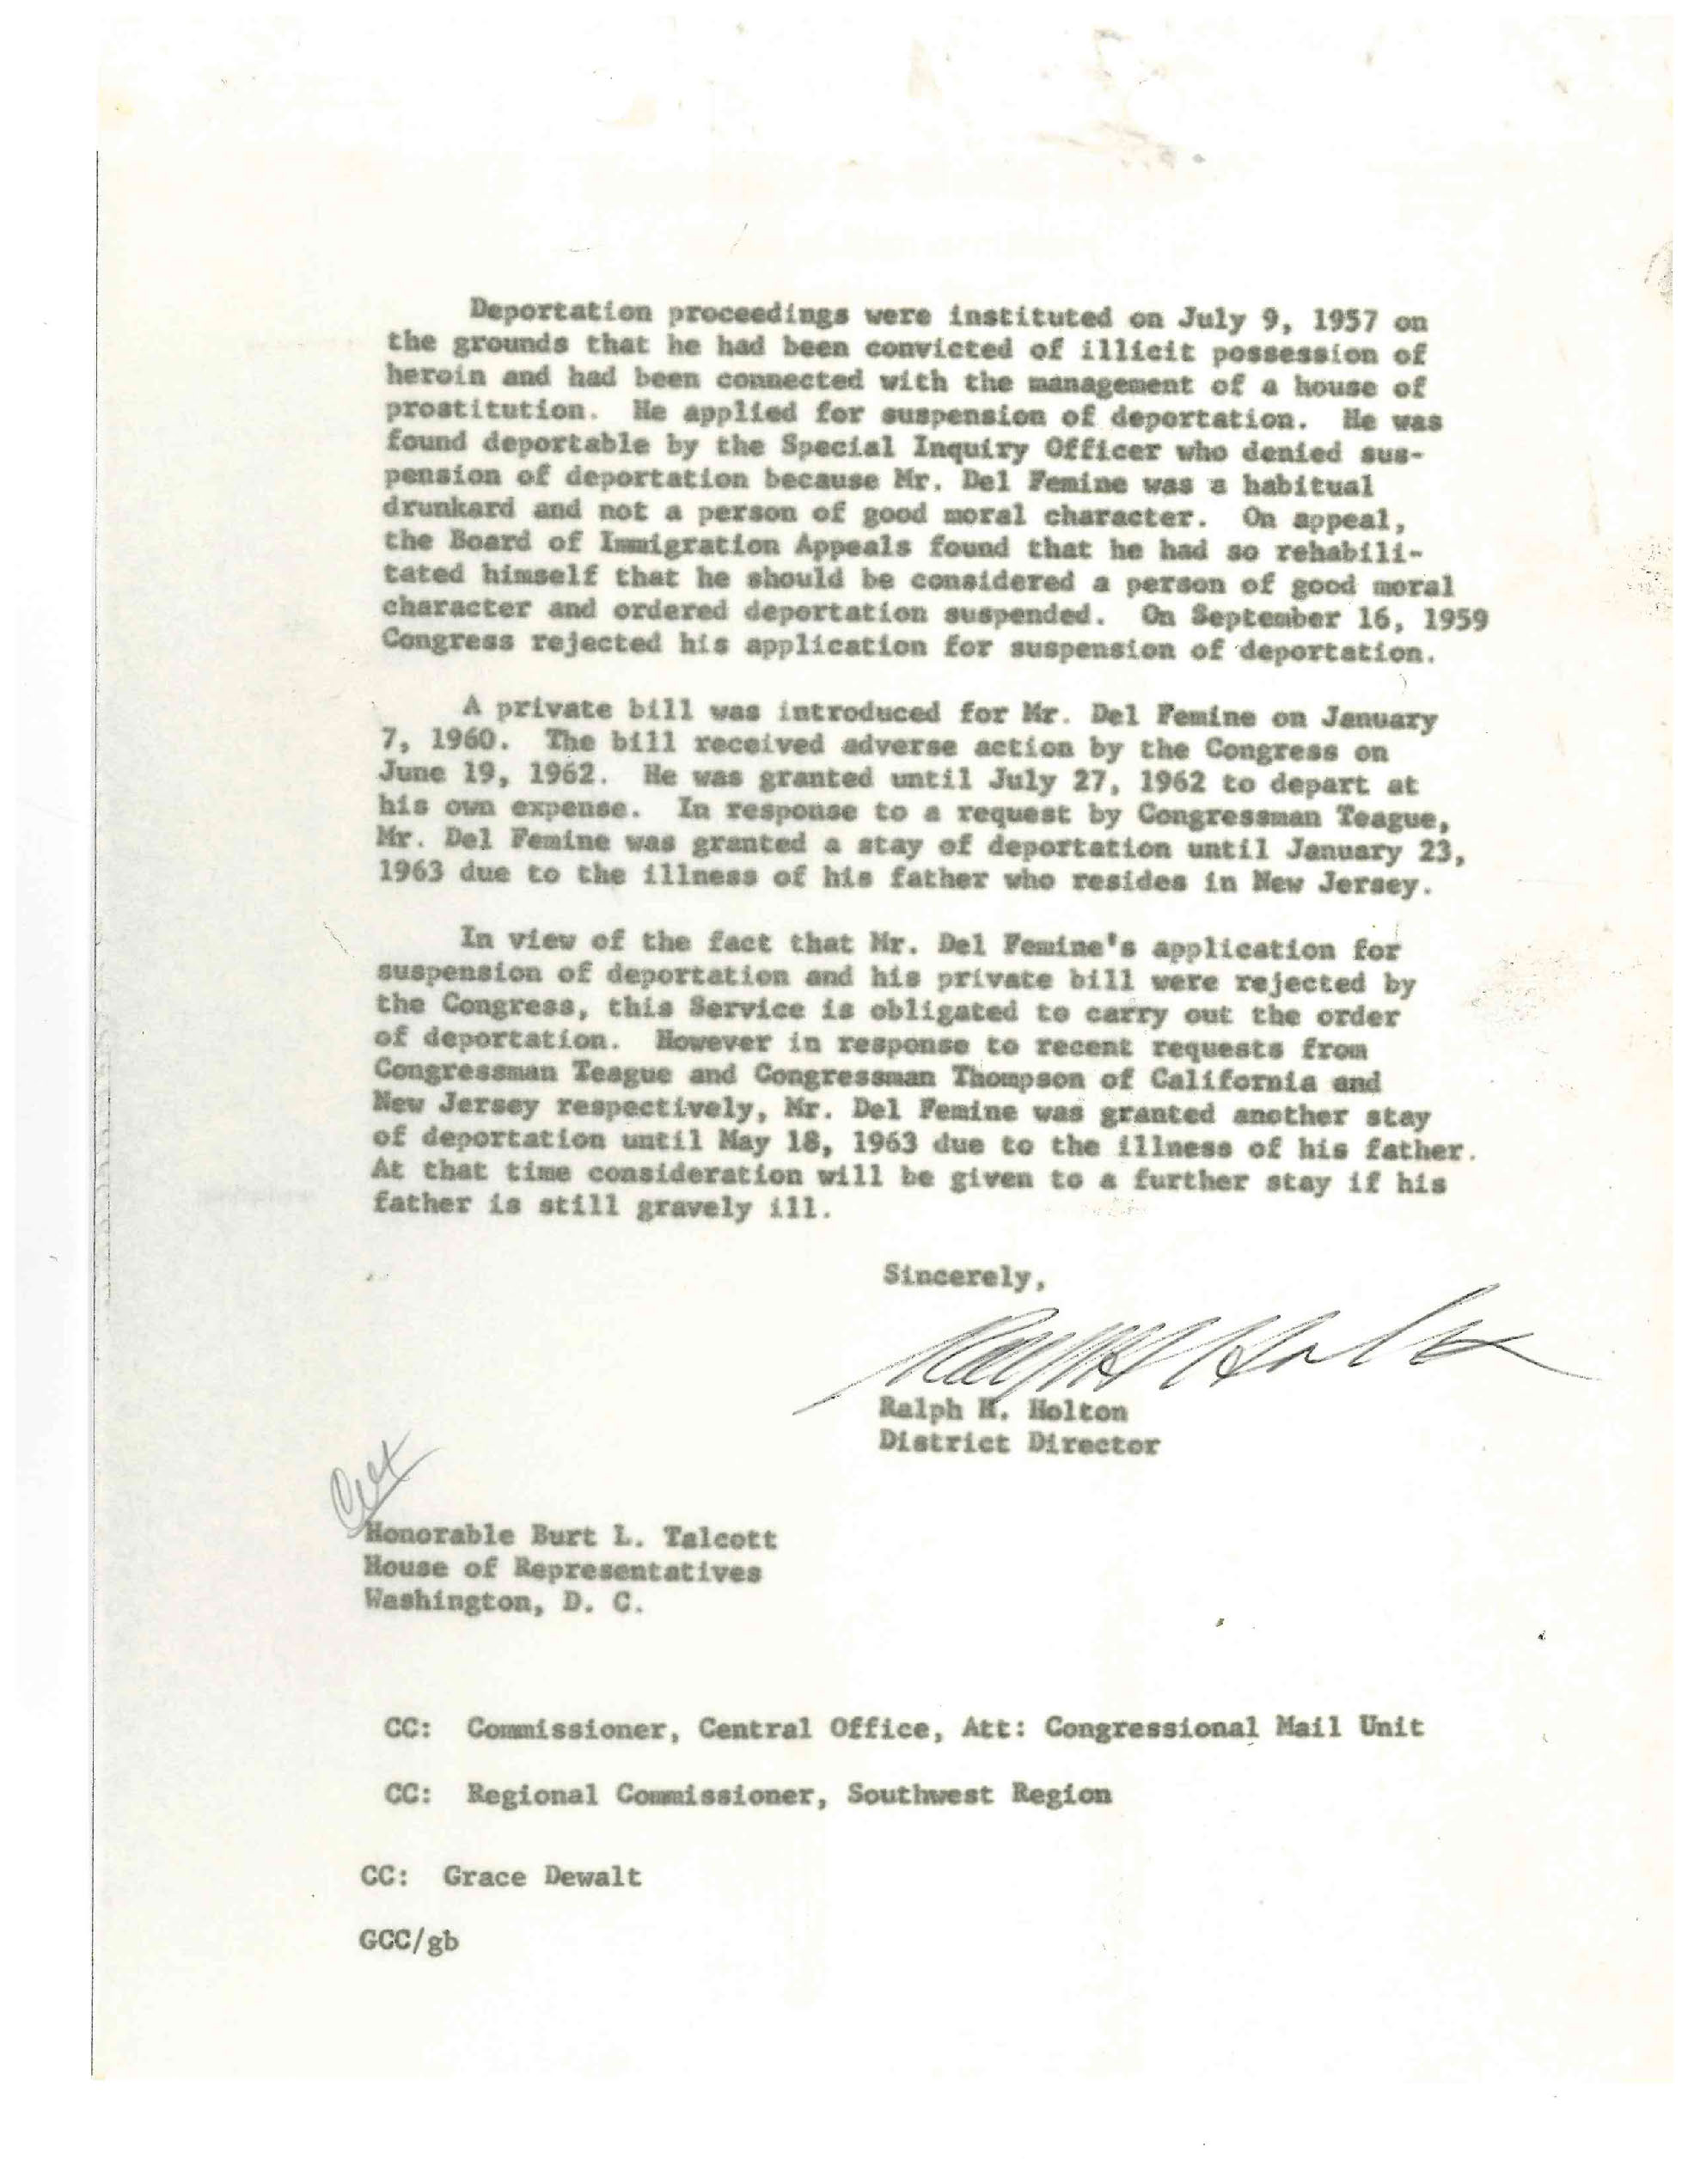 Deportation proceedings were instituted on July 9, 1957 on
the grounds that he had been convicted of illicit possession of
heroin and had been connected with the management of a house of
prostitution. He applied for suspension of deportation. He was
found deportable by the Special Inquiry Officer who denied sus-
pension of deportation because Mr. Del Femine was a habitual
drunkard and not a person of good moral character. On appeal,
the Board of Immigration Appeals found that he had so rehabili-
tated himself that he should be considered a person of good moral
character and ordered deportation suspended. On September 16, 1959
Congress rejected his application for suspension of deportation.
A private bill was introduced for Mr. Del Femine on January
7, 1960. The bill received adverse action by the Congress on
June 19, 1962. He was granted until July 27, 1962 to depart at
his own expense. In response to a request by Congressman Teague,
Mr. Del Femine was granted a stay of deportation until January 23,
1963 due to the illness of his father who resides in New Jersey.
In view of the fact that Mr. Del Femine's application for
suspension of deportation and his private bill were rejected by
the Congress, this Service is obligated to carry out the order
of deportation. However in response to recent requests from
Congressman Teague and Congressman Thompson of California and
New Jersey respectively, Mr. Del Femine was granted another stay
of deportation until May 18, 1963 due to the illness of his father.
At that time consideration will be given to a further stay if his
father is still gravely ill.
Sincerely,
Ralph H. Holton
Ralph H. Holton
District Director
Honorable Burt L. Talcott
House of Representatives
Washington, D. C.
CC: Commissioner, Central Office, Att: Congressional Mail Unit
CC: Regional Commissioner, Southwest Region
CC: Grace Dewalt
GCC/gb